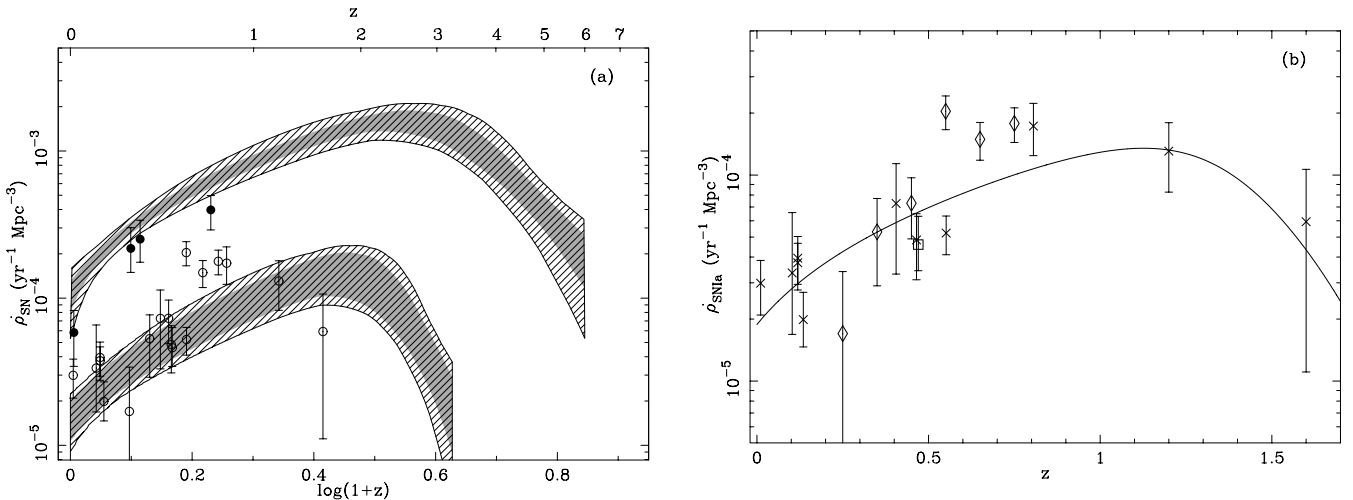 z
0 1 2 3 4 5 6 7
(a)
10⁻³
10⁻⁴
10⁻⁵
ρ̇SN (yr⁻¹ Mpc⁻³)
0 0.2 0.4 0.6 0.8
log(1+z)
(b)
10⁻⁴
10⁻⁵
ρ̇SNIa (yr⁻¹ Mpc⁻³)
0 0.5 1 1.5
z